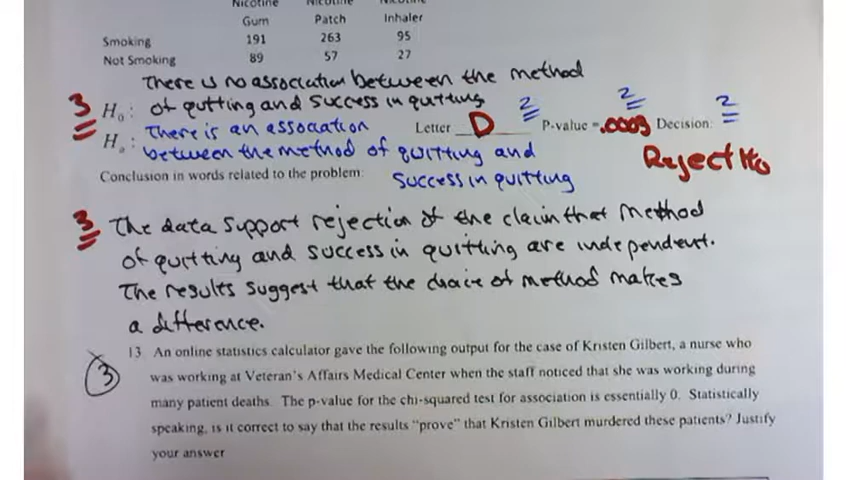 Nicotine Nicotine Nicotine
Gum Patch Inhaler
Smoking 191 263 95
Not Smoking 89 57 27
There is no association between the method
3 H₀: of qutting and success in quitting
2 2 2
Letter D P-value = .0003 Decision:
Hₐ: There is an association
between the method of quitting and
Reject H₀
Conclusion in words related to the problem:
success in quitting
3 The data support rejection of the claim that method
of quitting and success in quitting are independent.
The results suggest that the choice of method makes
a difference.
3
13 An online statistics calculator gave the following output for the case of Kristen Gilbert, a nurse who
was working at Veteran's Affairs Medical Center when the staff noticed that she was working during
many patient deaths. The p-value for the chi-squared test for association is essentially 0. Statistically
speaking, is it correct to say that the results "prove" that Kristen Gilbert murdered these patients? Justify
your answer